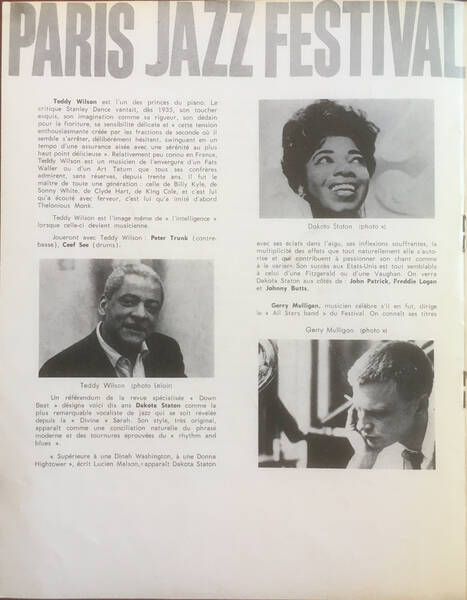 PARIS JAZZ FESTIVAL
Teddy Wilson est l'un des princes du piano. Le
critique Stanley Dance vantait, dès 1935, son toucher
exquis, son imagination comme sa rigueur, son dédain
pour la fioriture, sa sensibilité délicate et « cette tension
enthousiasmante créée par les fractions de seconde où il
semble s'arrêter, délibérément hésitant, swinguant en un
tempo d'une assurance aisée avec une sérénité au plus
haut point délicieuse ». Relativement peu connu en France,
Teddy Wilson est un musicien de l'envergure d'un Fats
Waller ou d'un Art Tatum que tous ses confrères
admirent, sans réserves, depuis trente ans. Il fut le
maître de toute une génération : celle de Billy Kyle, de
Sonny White, de Clyde Hart, de King Cole, et c'est lui
qu'a écouté avec ferveur, c'est lui qu'a imité d'abord
Thelonious Monk.
Teddy Wilson est l'image même de « l'intelligence »
lorsque celle-ci devient musicienne.
Joueront avec Teddy Wilson : Peter Trunk (contre-
basse), Ceef See (drums).
Teddy Wilson (photo Leloir)
Un référendum de la revue spécialisée « Down
Beat » désigna voici dix ans Dakota Staton comme la
plus remarquable vocaliste de jazz qui se soit révélée
depuis la « Divine » Sarah. Son style, très original,
apparaît comme une conciliation naturelle du phrasé
moderne et des tournures éprouvées du « rhythm and
blues ».
« Supérieure à une Dinah Washington, à une Donna
Hightower », écrit Lucien Malson, « apparaît Dakota Staton
Dakota Staton (photo x)
avec ses éclats dans l'aigu, ses inflexions souffrantes, la
multiplicité des effets que tout naturellement elle s'auto-
rise et qui contribuent à passionner son chant comme
à le varier». Son succès aux Etats-Unis est tout semblable
à celui d'une Fitzgerald ou d'une Vaughan. On verra
Dakota Staton aux côtés de : John Patrick, Freddie Logan
et Johnny Butts.
Gerry Mulligan, musicien célèbre s'il en fut, dirige
le « All Stars band » du Festival. On connaît ses titres
Gerry Mulligan (photo x)